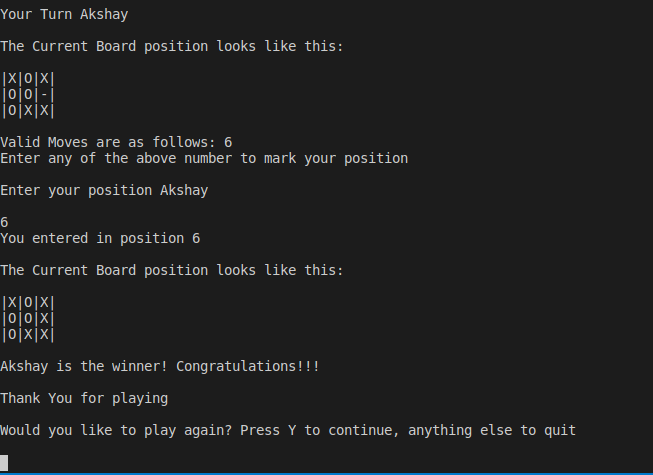 Your Turn Akshay
The Current Board position looks like this:
|X|O|X|
|O|O|-|
|O|X|X|
Valid Moves are as follows: 6
Enter any of the above number to mark your position
Enter your position Akshay
6
You entered in position 6
The Current Board position looks like this:
|X|O|X|
|O|O|X|
|O|X|X|
Akshay is the winner! Congratulations!!!
Thank You for playing
Would you like to play again? Press Y to continue, anything else to quit